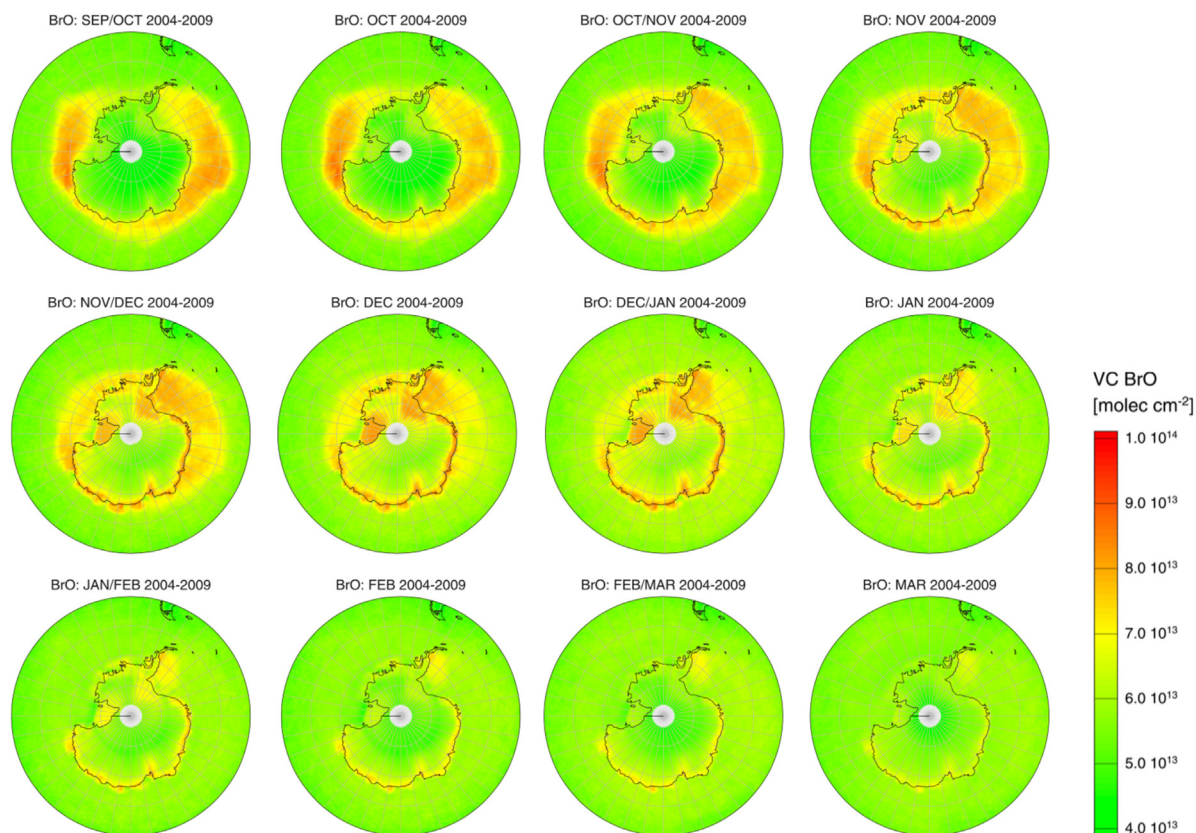 BrO: SEP/OCT 2004-2009
BrO: OCT 2004-2009
BrO: OCT/NOV 2004-2009
BrO: NOV 2004-2009
BrO: NOV/DEC 2004-2009
BrO: DEC 2004-2009
BrO: DEC/JAN 2004-2009
BrO: JAN 2004-2009
VC BrO
[molec cm⁻²]
1.0 10¹⁴
9.0 10¹³
8.0 10¹³
7.0 10¹³
6.0 10¹³
5.0 10¹³
4.0 10¹³
BrO: JAN/FEB 2004-2009
BrO: FEB 2004-2009
BrO: FEB/MAR 2004-2009
BrO: MAR 2004-2009